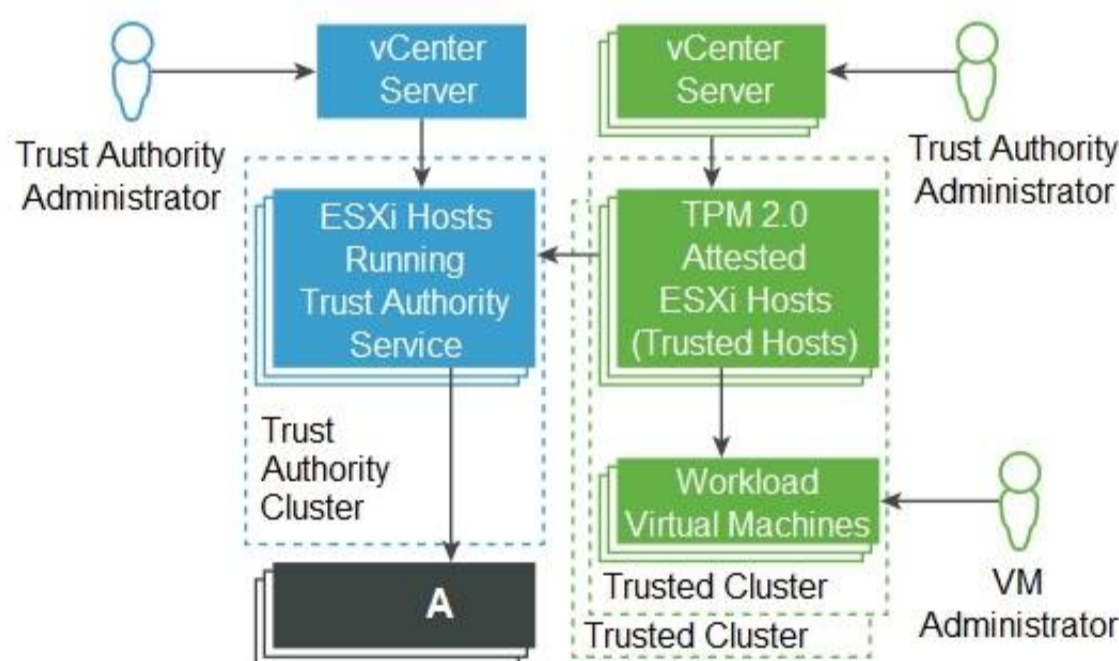 vCenter
Server
vCenter
Server
Trust Authority
Administrator
Trust Authority
Administrator
ESXi Hosts
Running
Trust Authority
Service
TPM 2.0
Attested
ESXi Hosts
(Trusted Hosts)
Trust
Authority
Cluster
Workload
Virtual Machines
Trusted Cluster
Trusted Cluster
VM
Administrator
A